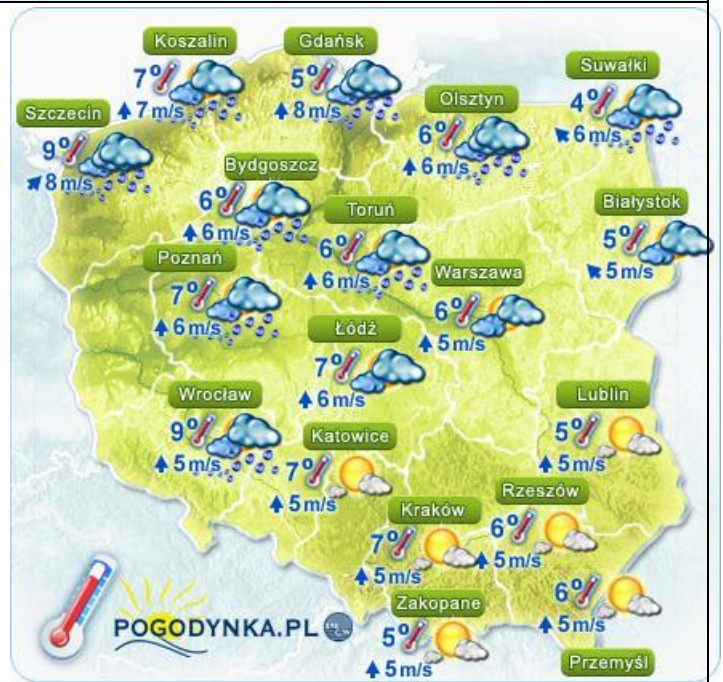 Koszalin
7°
7 m/s
Gdańsk
5°
8 m/s
Suwałki
4°
6 m/s
Szczecin
9°
8 m/s
Olsztyn
6°
6 m/s
Bydgoszcz
6°
6 m/s
Toruń
6°
6 m/s
Białystok
5°
5 m/s
Poznań
7°
6 m/s
Warszawa
6°
5 m/s
Łódź
7°
6 m/s
Wrocław
9°
5 m/s
Katowice
7°
5 m/s
Lublin
5°
5 m/s
Kraków
7°
5 m/s
Rzeszów
6°
5 m/s
Zakopane
5°
5 m/s
6°
5 m/s
Przemyśl
POGODYNKA.PL